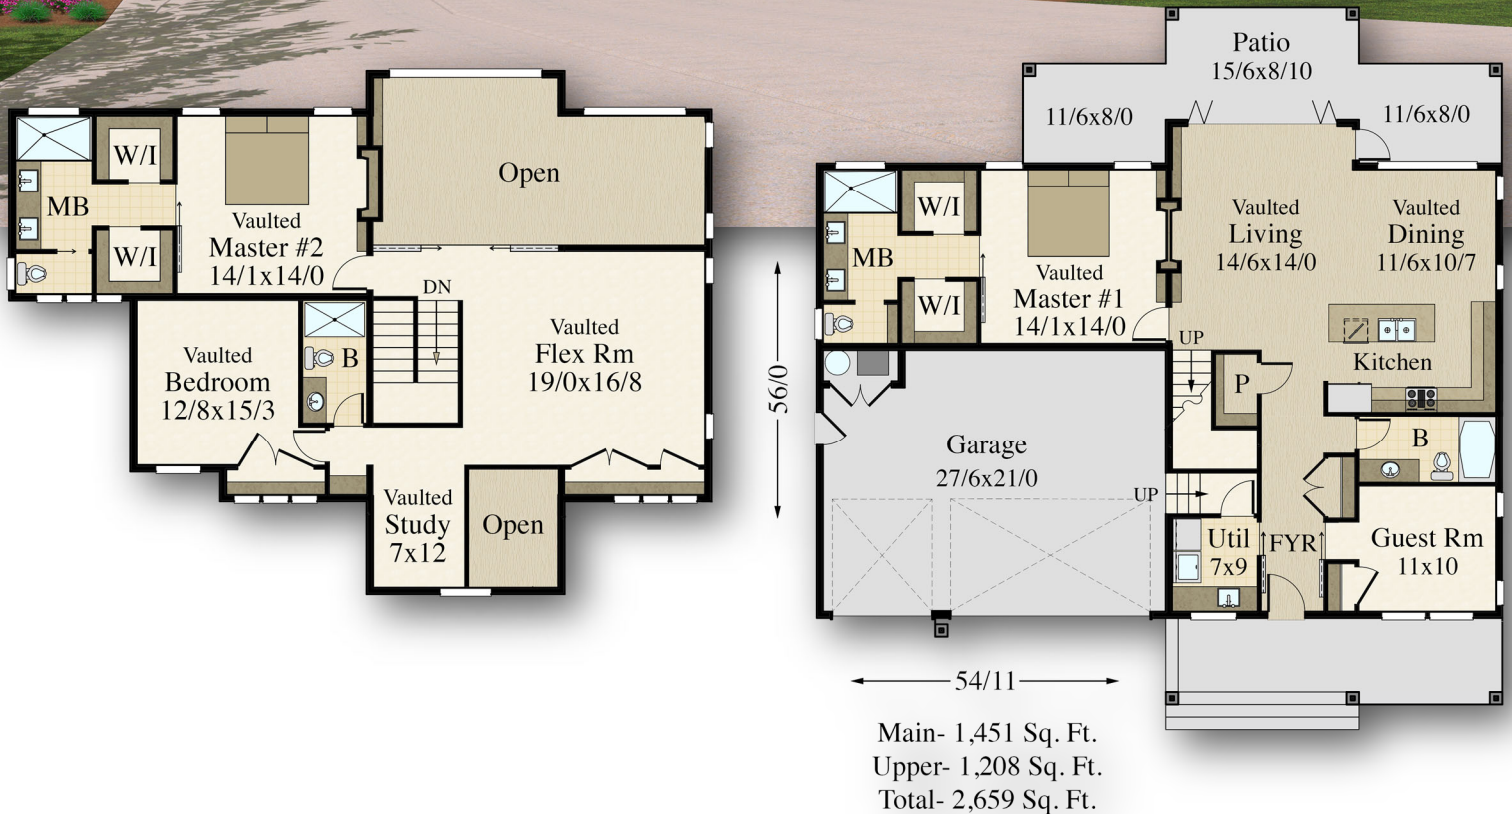 W/I
MB
W/I
Vaulted
Master #2
14/1x14/0
Open
DN
Vaulted
Bedroom
12/8x15/3
B
Vaulted
Flex Rm
19/0x16/8
Vaulted
Study
7x12
Open
Patio
15/6x8/10
11/6x8/0
11/6x8/0
W/I
MB
W/I
Vaulted
Master #1
14/1x14/0
Vaulted
Living
14/6x14/0
Vaulted
Dining
11/6x10/7
UP
Kitchen
P
B
56/0
Garage
27/6x21/0
UP
Util
7x9
FYR
Guest Rm
11x10
54/11
Main- 1,451 Sq. Ft.
Upper- 1,208 Sq. Ft.
Total- 2,659 Sq. Ft.